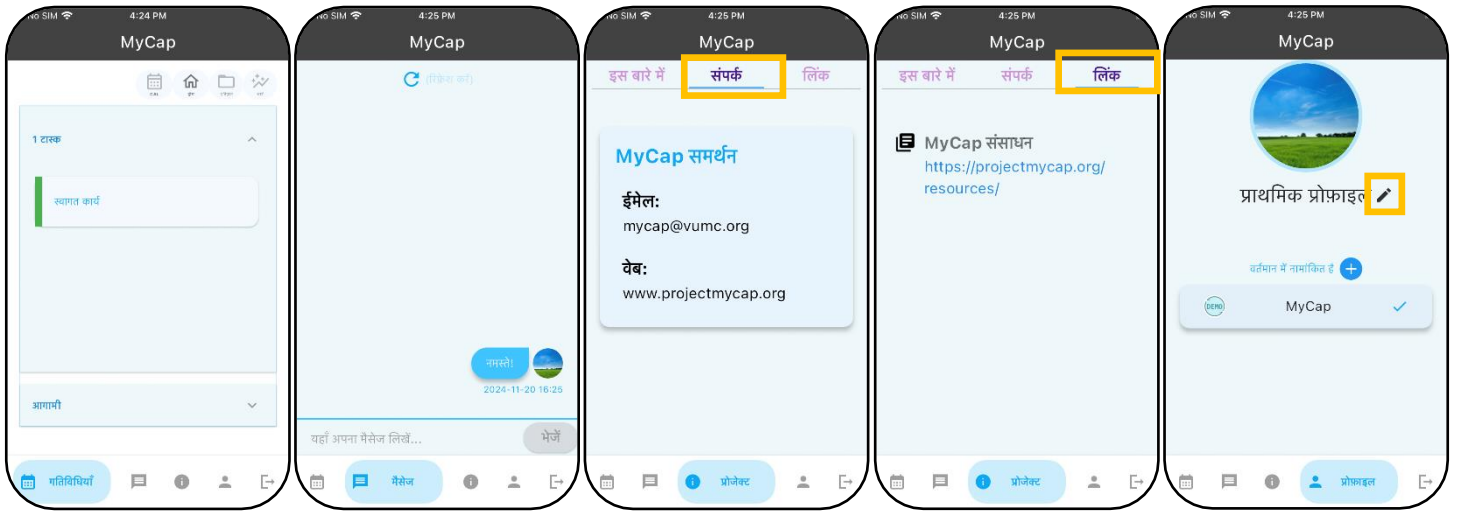 No SIM 4:24 PM
MyCap
1 टास्क
स्वागत कार्य
आगामी
गतिविधियाँ
No SIM 4:25 PM
MyCap
(रिफ्रेश करें)
नमस्ते!
2024-11-20 16:25
यहाँ अपना मैसेज लिखें... भेजें
मैसेज
No SIM 4:25 PM
MyCap
इस बारे में संपर्क लिंक
MyCap समर्थन
ईमेल:
mycap@vumc.org
वेब:
www.projectmycap.org
प्रोजेक्ट
No SIM 4:25 PM
MyCap
इस बारे में संपर्क लिंक
MyCap संसाधन
https://projectmycap.org/
resources/
प्रोजेक्ट
No SIM 4:25 PM
MyCap
प्राथमिक प्रोफ़ाइल
वर्तमान में नामांकित है
DEMO MyCap
प्रोफ़ाइल